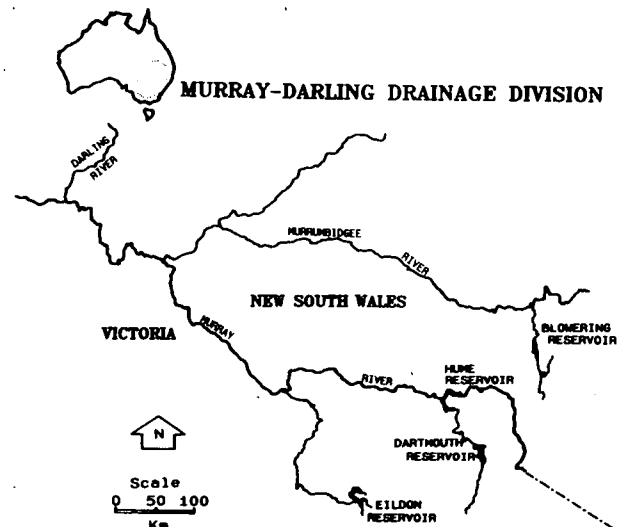 MURRAY-DARLING DRAINAGE DIVISION
DARLING
RIVER
MURRUMBIDGEE
RIVER
NEW SOUTH WALES
VICTORIA
MURRAY
RIVER
BLOWERING
RESERVOIR
HUME
RESERVOIR
DARTMOUTH
RESERVOIR
N
EILDON
RESERVOIR
Scale
0 50 100
Km